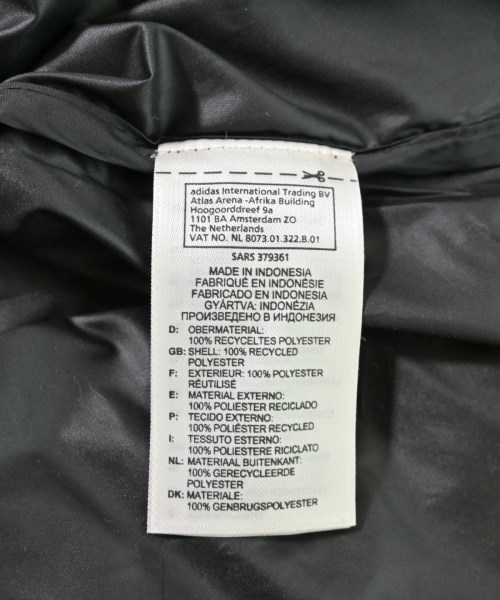 adidas International Trading BV
Atlas Arena -Afrika Building
Hoogoorddreef 9a
1101 BA Amsterdam ZO
The Netherlands
VAT NO. NL 8073.01.322.B.01
SARS 379361
MADE IN INDONESIA
FABRIQUÉ EN INDONÉSIE
FABRICADO EN INDONESIA
GYÁRTVA: INDONÉZIA
ПРОИЗВЕДЕНО В ИНДОНЕЗИЯ
D: OBERMATERIAL:
100% RECYCELTES POLYESTER
GB: SHELL: 100% RECYCLED
POLYESTER
F: EXTERIEUR: 100% POLYESTER
RÉUTILISÉ
E: MATERIAL EXTERNO:
100% POLIÉSTER RECICLADO
P: TECIDO EXTERNO:
100% POLIÉSTER RECYCLED
I: TESSUTO ESTERNO:
100% POLIESTERE RICICLATO
NL: MATERIAAL BUITENKANT:
100% GERECYCLEERDE
POLYESTER
DK: MATERIALE:
100% GENBRUGSPOLYESTER